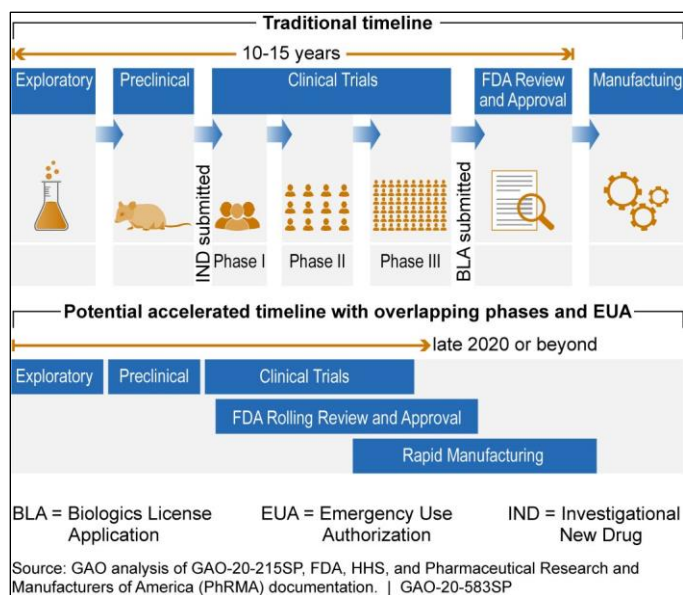 Traditional timeline
10-15 years
Exploratory
Preclinical
Clinical Trials
FDA Review
and Approval
Manufactuing
IND submitted
BLA submitted
Phase I
Phase II
Phase III
Potential accelerated timeline with overlapping phases and EUA
late 2020 or beyond
Exploratory
Preclinical
Clinical Trials
FDA Rolling Review and Approval
Rapid Manufacturing
BLA = Biologics License
Application
EUA = Emergency Use
Authorization
IND = Investigational
New Drug
Source: GAO analysis of GAO-20-215SP, FDA, HHS, and Pharmaceutical Research and
Manufacturers of America (PhRMA) documentation. | GAO-20-583SP